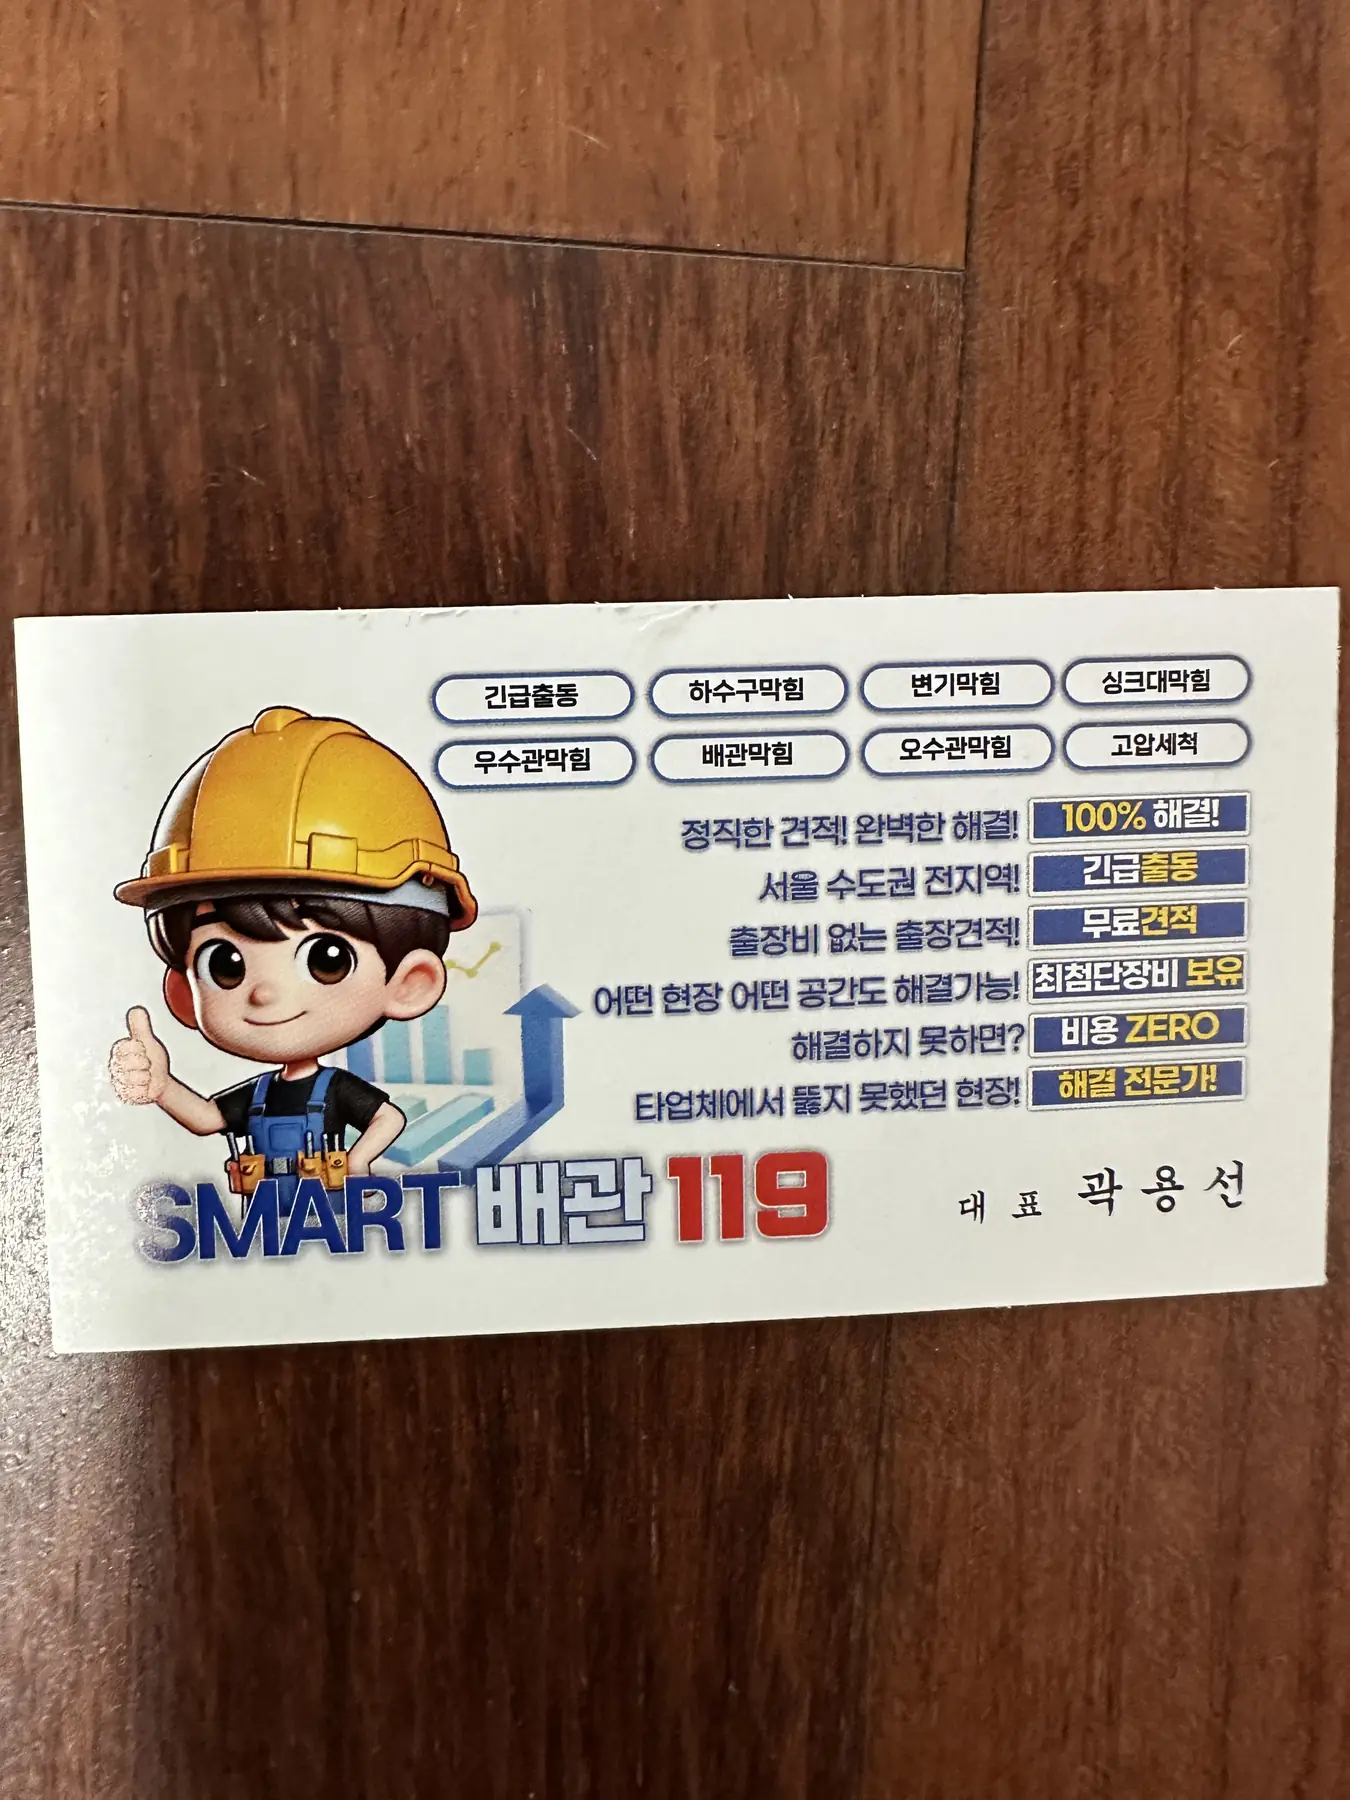 긴급출동 하수구막힘 변기막힘 싱크대막힘
우수관막힘 배관막힘 오수관막힘 고압세척
정직한 견적! 완벽한 해결! 100% 해결!
서울 수도권 전지역! 긴급출동
출장비 없는 출장견적! 무료견적
어떤 현장 어떤 공간도 해결가능! 최첨단장비 보유
해결하지 못하면? 비용 ZERO
타업체에서 뚫지 못했던 현장! 해결 전문가!
SMART 배관 119
대표 곽용선